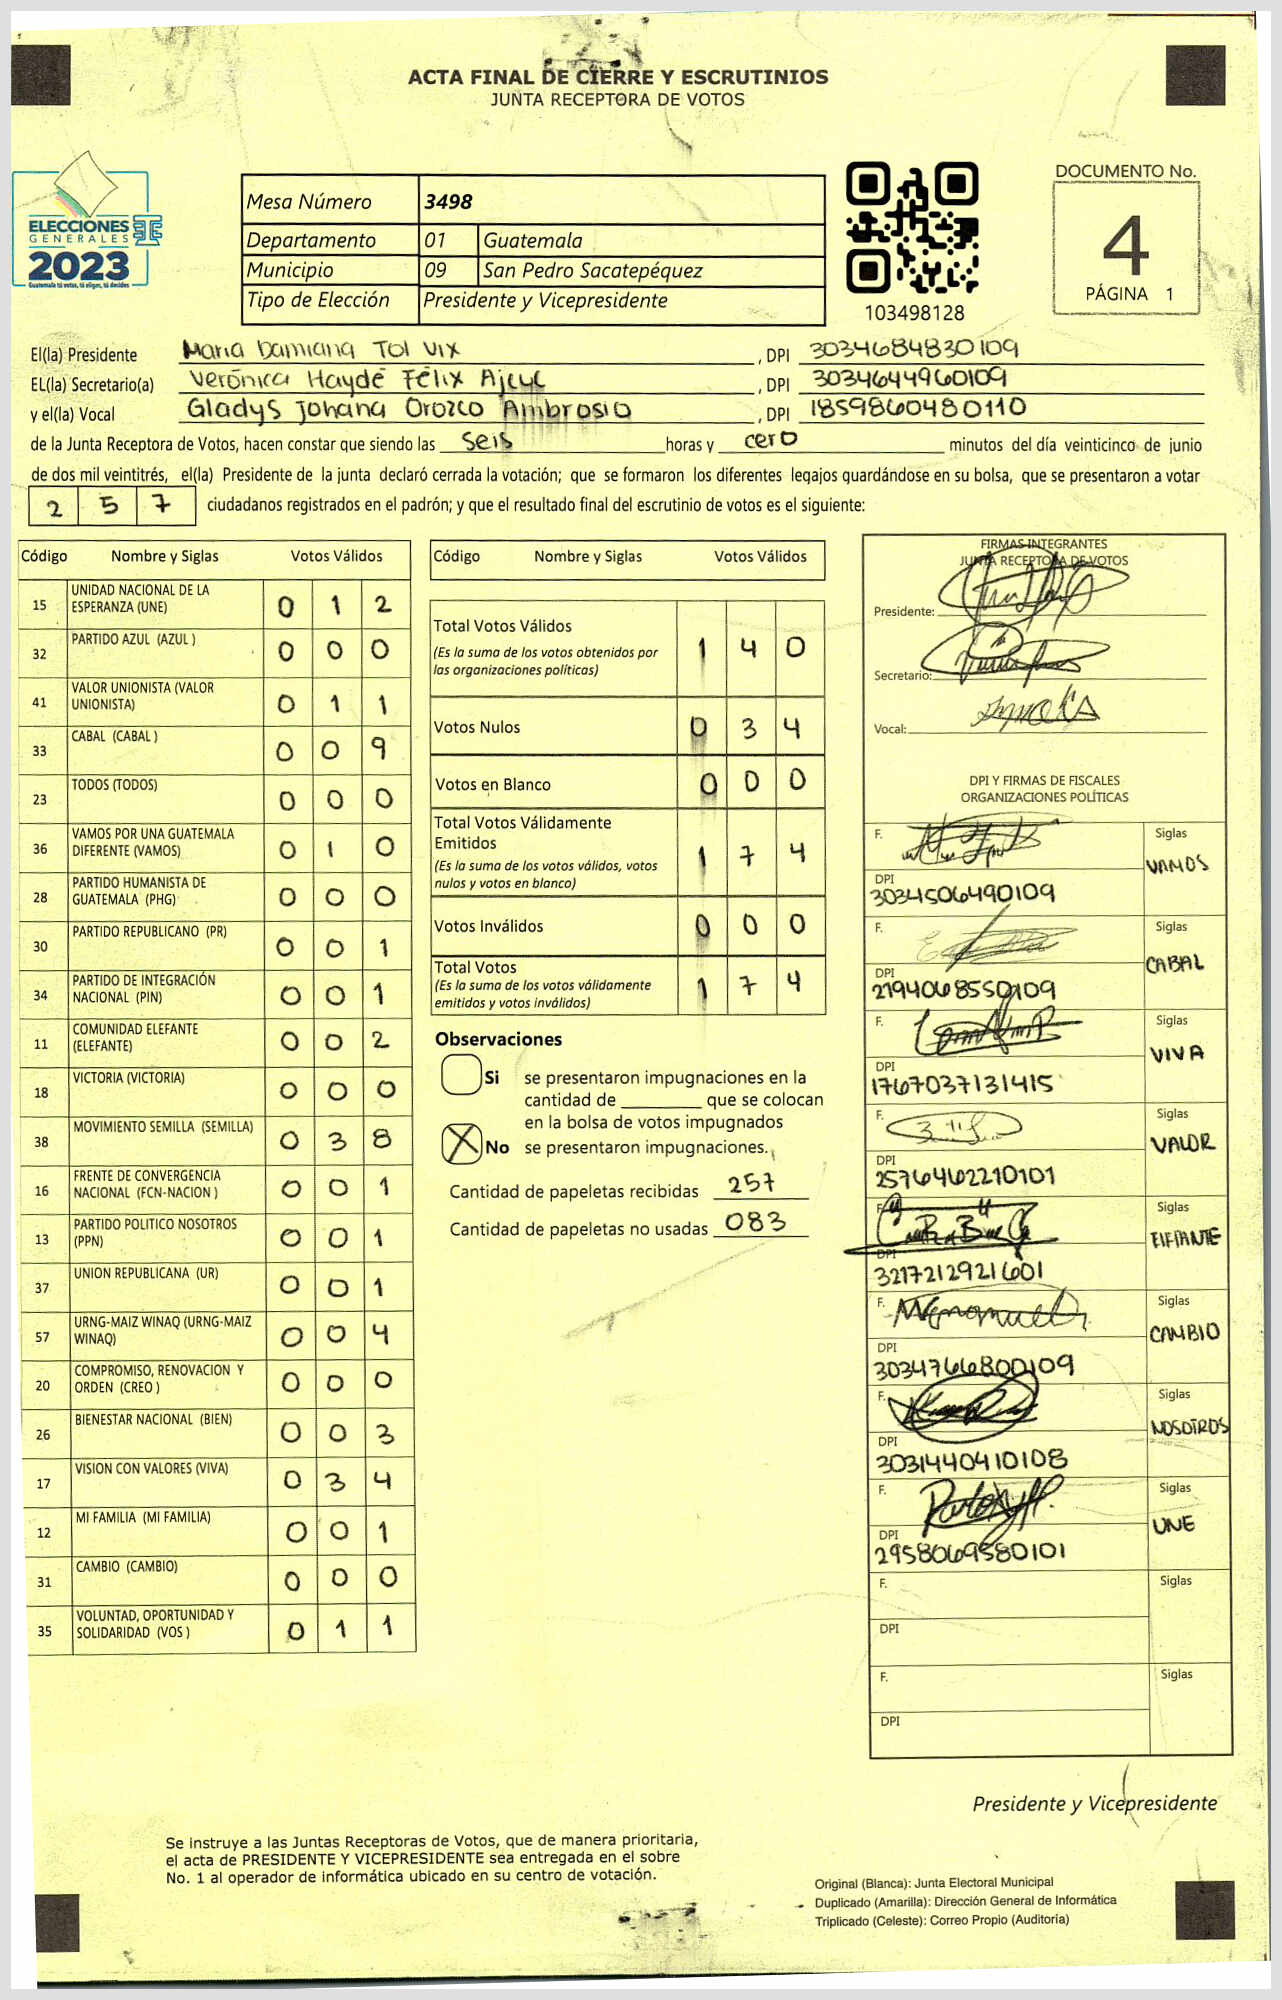 ACTA FINAL DE CIERRE Y ESCRUTINIOS
JUNTA RECEPTORA DE VOTOS
ELECCIONES
GENERALES
2023
Guatemala tú votas, tú eliges, tú decides
Mesa Número 3498
Departamento 01 Guatemala
Municipio 09 San Pedro Sacatepéquez
Tipo de Elección Presidente y Vicepresidente
103498128
DOCUMENTO No.
4
PÁGINA 1
El(la) Presidente Maria Damiana Tol Vix , DPI 3034684830109
EL(la) Secretario(a) Verónica Haydé Félix Ajcuc , DPI 3034644960109
y el(la) Vocal Gladys Johana Orozco Ambrosio , DPI 1859860480110
de la Junta Receptora de Votos, hacen constar que siendo las seis horas y cero minutos del día veinticinco de junio
de dos mil veintitrés, el(la) Presidente de la junta declaró cerrada la votación; que se formaron los diferentes legajos guardándose en su bolsa, que se presentaron a votar
2 5 7 ciudadanos registrados en el padrón; y que el resultado final del escrutinio de votos es el siguiente:
Código Nombre y Siglas Votos Válidos
15 UNIDAD NACIONAL DE LA ESPERANZA (UNE) 0 1 2
32 PARTIDO AZUL (AZUL ) 0 0 0
41 VALOR UNIONISTA (VALOR UNIONISTA) 0 1 1
33 CABAL (CABAL ) 0 0 9
23 TODOS (TODOS) 0 0 0
36 VAMOS POR UNA GUATEMALA DIFERENTE (VAMOS) 0 1 0
28 PARTIDO HUMANISTA DE GUATEMALA (PHG) 0 0 0
30 PARTIDO REPUBLICANO (PR) 0 0 1
34 PARTIDO DE INTEGRACIÓN NACIONAL (PIN) 0 0 1
11 COMUNIDAD ELEFANTE (ELEFANTE) 0 0 2
18 VICTORIA (VICTORIA) 0 0 0
38 MOVIMIENTO SEMILLA (SEMILLA) 0 3 8
16 FRENTE DE CONVERGENCIA NACIONAL (FCN-NACION ) 0 0 1
13 PARTIDO POLITICO NOSOTROS (PPN) 0 0 1
37 UNION REPUBLICANA (UR) 0 0 1
57 URNG-MAIZ WINAQ (URNG-MAIZ WINAQ) 0 0 4
20 COMPROMISO, RENOVACION Y ORDEN (CREO ) 0 0 0
26 BIENESTAR NACIONAL (BIEN) 0 0 3
17 VISION CON VALORES (VIVA) 0 3 4
12 MI FAMILIA (MI FAMILIA) 0 0 1
31 CAMBIO (CAMBIO) 0 0 0
35 VOLUNTAD, OPORTUNIDAD Y SOLIDARIDAD (VOS ) 0 1 1
Código Nombre y Siglas Votos Válidos
Total Votos Válidos 1 4 0
(Es la suma de los votos obtenidos por
las organizaciones políticas)
Votos Nulos 0 3 4
Votos en Blanco 0 0 0
Total Votos Válidamente
Emitidos 1 7 4
(Es la suma de los votos válidos, votos
nulos y votos en blanco)
Votos Inválidos 0 0 0
Total Votos 1 7 4
(Es la suma de los votos válidamente
emitidos y votos inválidos)
Observaciones
Si se presentaron impugnaciones en la
cantidad de ________ que se colocan
en la bolsa de votos impugnados
X No se presentaron impugnaciones.
Cantidad de papeletas recibidas 257
Cantidad de papeletas no usadas 083
FIRMAS INTEGRANTES
JUNTA RECEPTORA DE VOTOS
Presidente:
Secretario:
Vocal:
DPI Y FIRMAS DE FISCALES
ORGANIZACIONES POLÍTICAS
F. Siglas
VAMOS
DPI
3034506490109
F. Siglas
CABAL
DPI
2194068550109
F. Siglas
VIVA
DPI
1767037131415
F. Siglas
VALOR
DPI
2576462210101
F. Siglas
ElFANTE
DPI
3217212921601
F. Siglas
CAMBIO
DPI
3034766800109
F. Siglas
NOSOTROS
DPI
3031440410108
F. Siglas
UNE
DPI
2958069580101
F. Siglas
DPI
F. Siglas
DPI
Presidente y Vicepresidente
Se instruye a las Juntas Receptoras de Votos, que de manera prioritaria,
el acta de PRESIDENTE Y VICEPRESIDENTE sea entregada en el sobre
No. 1 al operador de informática ubicado en su centro de votación.
Original (Blanca): Junta Electoral Municipal
Duplicado (Amarilla): Dirección General de Informática
Triplicado (Celeste): Correo Propio (Auditoría)